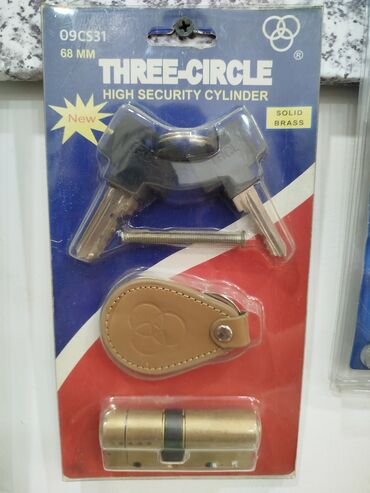 09CS31
68 MM
®
THREE-CIRCLE
HIGH SECURITY CYLINDER
New
SOLID
BRASS